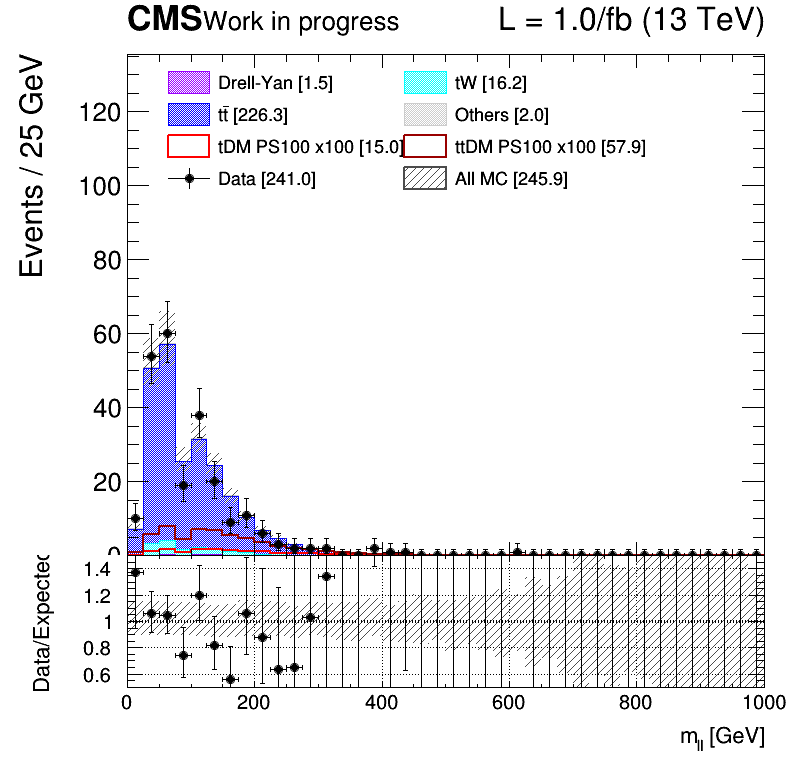 CMS Work in progress L = 1.0/fb (13 TeV)
Events / 25 GeV
Drell-Yan [1.5] tW [16.2]
tt̄ [226.3] Others [2.0]
tDM PS100 x100 [15.0] ttDM PS100 x100 [57.9]
Data [241.0] All MC [245.9]
120
100
80
60
40
20
0
Data/Expected
1.4
1.2
1
0.8
0.6
0 200 400 600 800 1000
m_ll [GeV]